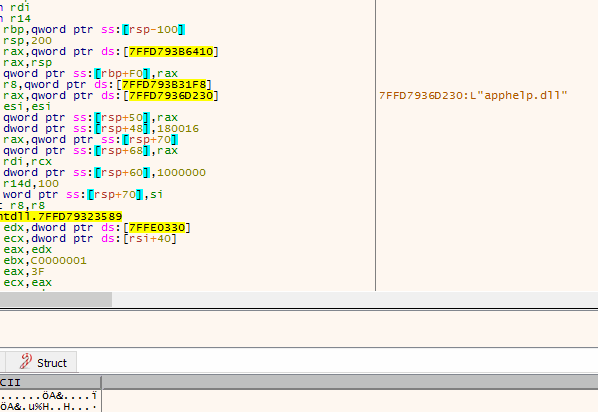 rdi
r14
rbp,qword ptr ss:[rsp-100]
rsp,200
rax,qword ptr ds:[7FFD793B6410]
rax,rsp
qword ptr ss:[rbp+F0],rax
r8,qword ptr ds:[7FFD793B31F8]
rax,qword ptr ds:[7FFD7936D230] 7FFD7936D230:L"apphelp.dll"
esi,esi
qword ptr ss:[rsp+50],rax
dword ptr ss:[rsp+48],180016
rax,qword ptr ss:[rsp+70]
qword ptr ss:[rsp+68],rax
rdi,rcx
dword ptr ss:[rsp+60],1000000
r14d,100
word ptr ss:[rsp+70],si
r8,r8
ntdll.7FFD79323589
edx,dword ptr ds:[7FFE0330]
ecx,dword ptr ds:[rsi+40]
eax,edx
ebx,C0000001
eax,3F
ecx,eax
Struct
CII
......öA&....ï
öA&.u%H..H...·